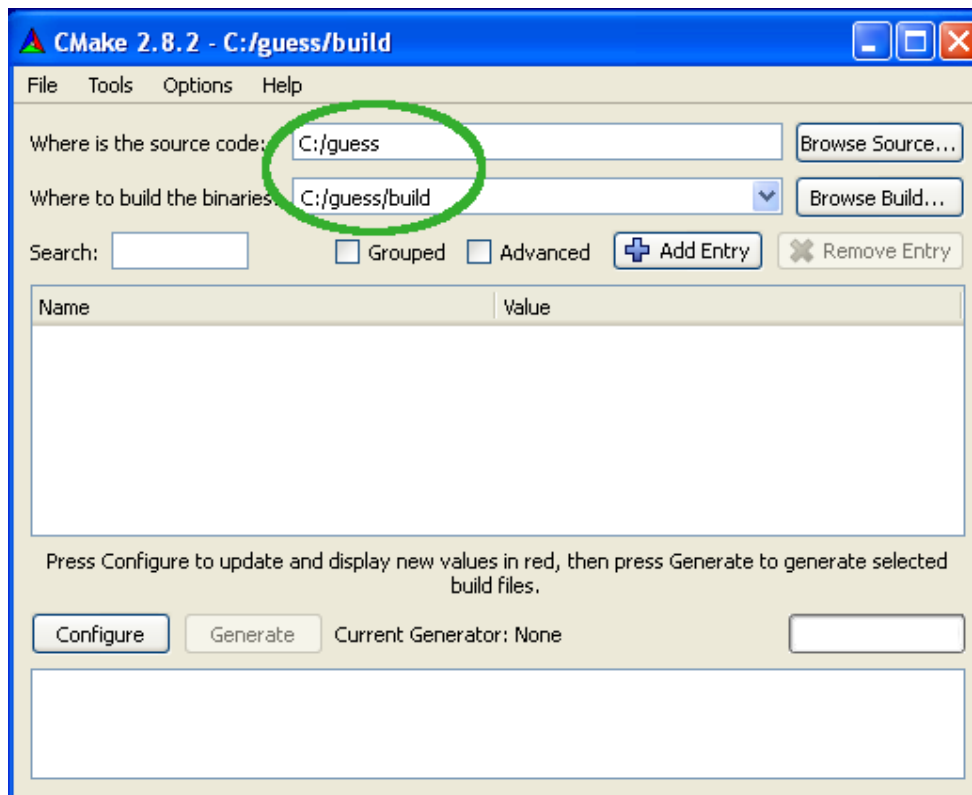 CMake 2.8.2 - C:/guess/build
File Tools Options Help
Where is the source code: C:/guess Browse Source...
Where to build the binaries: C:/guess/build Browse Build...
Search: Grouped Advanced Add Entry Remove Entry
Name Value
Press Configure to update and display new values in red, then press Generate to generate selected
build files.
Configure Generate Current Generator: None